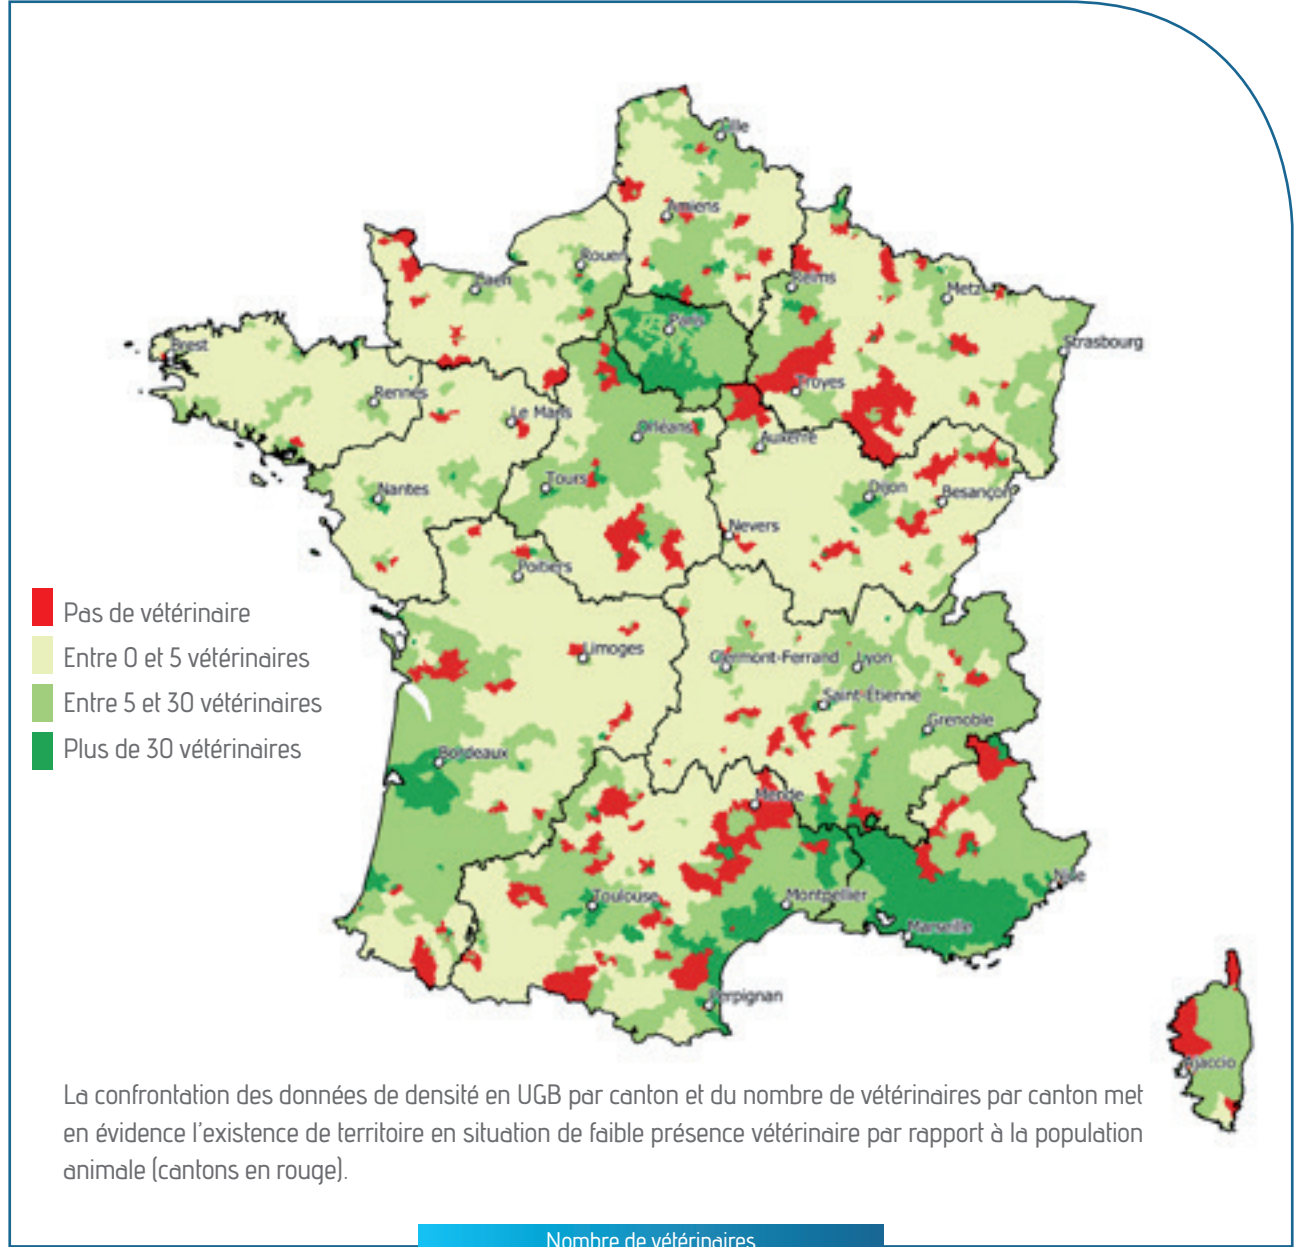 Lille
Amiens
Rouen
Caen
Reims
Metz
Paris
Strasbourg
Brest
Rennes
Le Mans
Troyes
Orléans
Auxerre
Tours
Nantes
Dijon
Besançon
Nevers
Poitiers
Pas de vétérinaire
Entre 0 et 5 vétérinaires
Entre 5 et 30 vétérinaires
Plus de 30 vétérinaires
Limoges
Clermont-Ferrand
Lyon
Saint-Étienne
Grenoble
Bordeaux
Mende
Toulouse
Montpellier
Nice
Marseille
Perpignan
Ajaccio
La confrontation des données de densité en UGB par canton et du nombre de vétérinaires par canton met
en évidence l'existence de territoire en situation de faible présence vétérinaire par rapport à la population
animale (cantons en rouge).
Nombre de vétérinaires